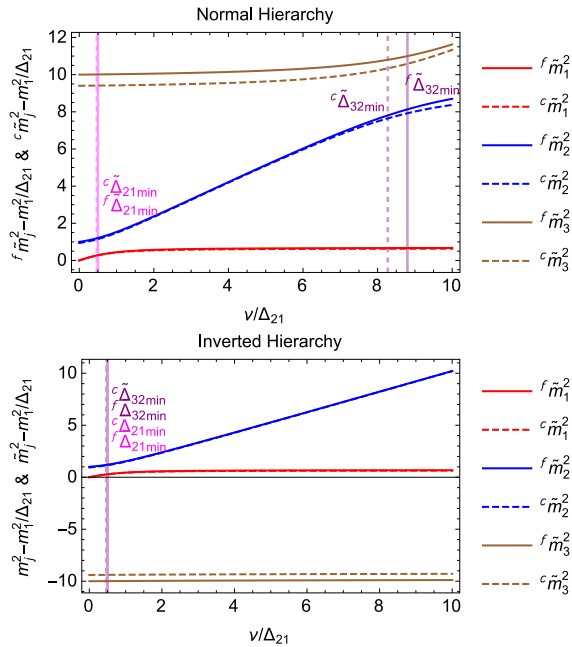 Normal Hierarchy
ᶠm̃ⱼ²−m₁²/Δ₂₁ & ᶜm̃ⱼ²−m₁²/Δ₂₁
12
10
8
6
4
2
0
ᶜΔ̃₂₁min
ᶠΔ̃₂₁min
ᶜΔ̃₃₂min
ᶠΔ̃₃₂min
0 2 4 6 8 10
ν/Δ₂₁
ᶠm̃₁²
ᶜm̃₁²
ᶠm̃₂²
ᶜm̃₂²
ᶠm̃₃²
ᶜm̃₃²
Inverted Hierarchy
mⱼ²−m₁²/Δ₂₁ & m̃ⱼ²−m₁²/Δ₂₁
10
5
0
−5
−10
ᶜΔ̃₃₂min
ᶠΔ̃₃₂min
ᶜΔ̃₂₁min
ᶠΔ̃₂₁min
0 2 4 6 8 10
ν/Δ₂₁
ᶠm̃₁²
ᶜm̃₁²
ᶠm̃₂²
ᶜm̃₂²
ᶠm̃₃²
ᶜm̃₃²